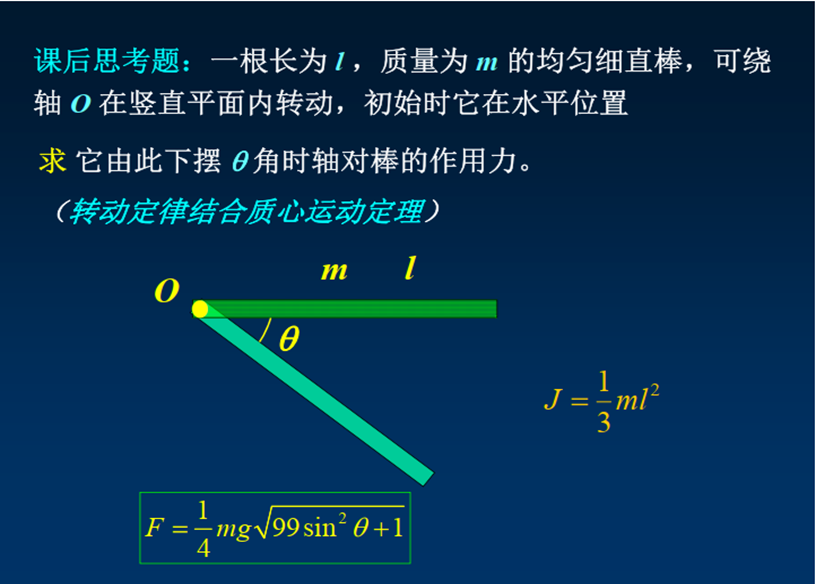 课后思考题：一根长为 l ，质量为 m 的均匀细直棒，可绕
轴 O 在竖直平面内转动，初始时它在水平位置
求 它由此下摆 θ 角时轴对棒的作用力。
（转动定律结合质心运动定理）
m l
O
θ
J = 1/3 ml²
F = 1/4 mg√(99 sin² θ + 1)